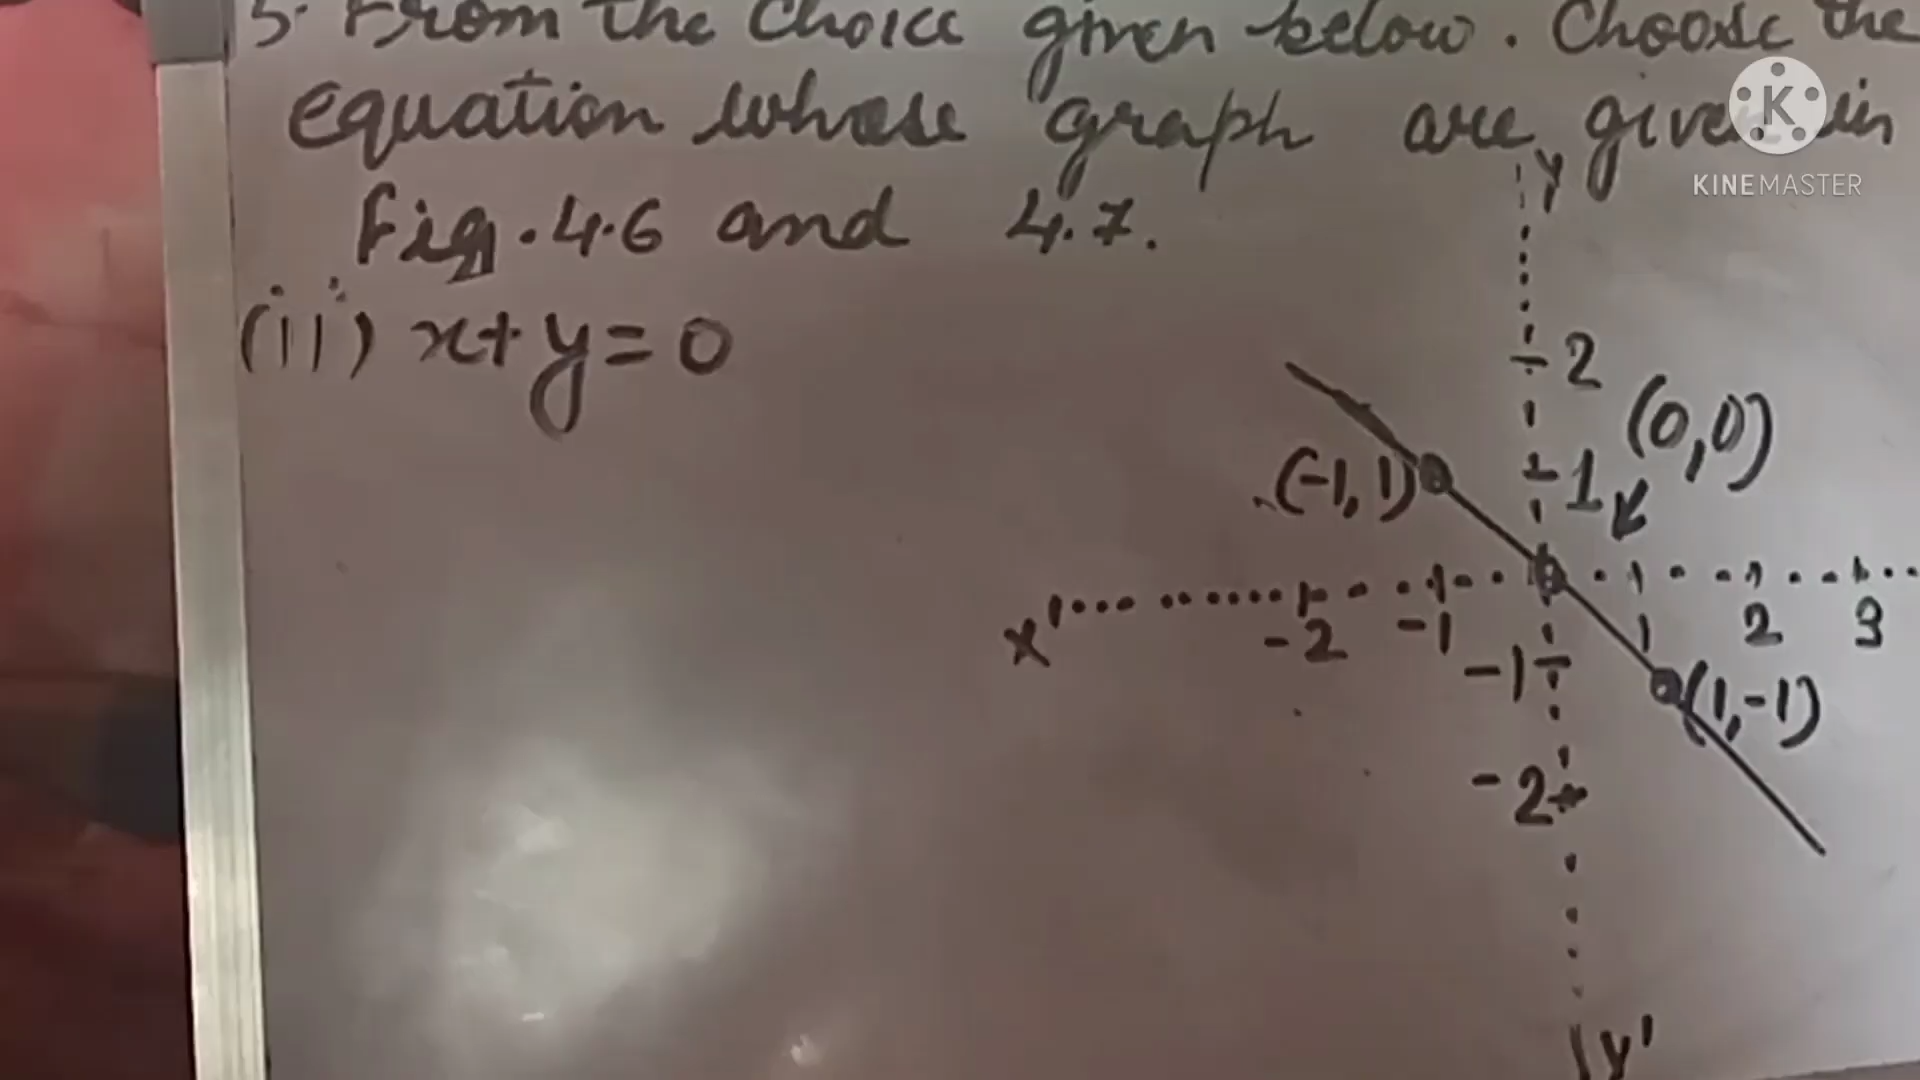 5. From the Choice given below. Choose the
equation whose graph are given in
Fig. 4.6 and 4.7.
(ii) x+y=0
K
KINEMASTER
y
2
(0,0)
(-1, 1)
1
x'
-2 -1 1 2 3
-1
(1,-1)
-2
y'